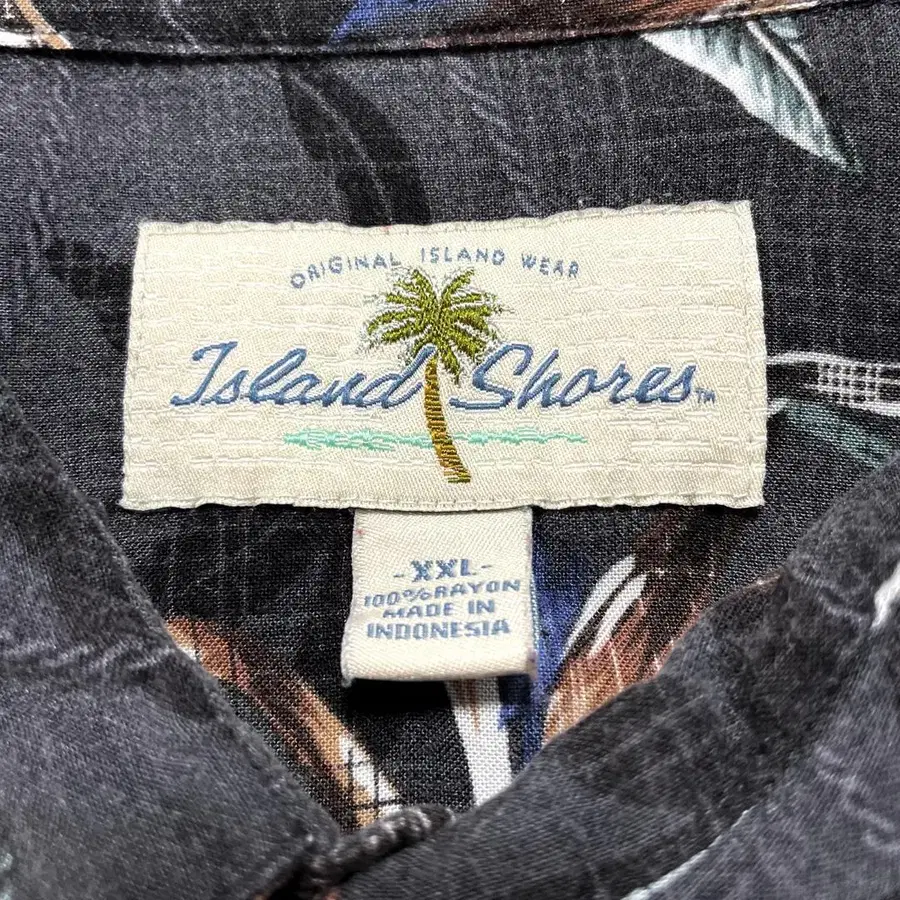 ORIGINAL ISLAND WEAR
Island Shores™
-XXL-
100% RAYON
MADE IN
INDONESIA